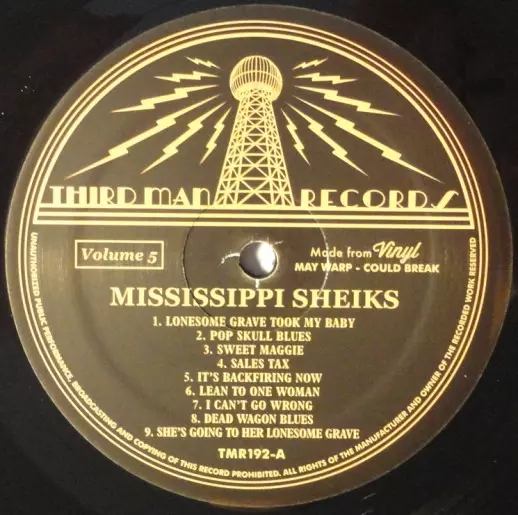 THIRD MAN RECORDS
Volume 5
Made from Vinyl
MAY WARP - COULD BREAK
MISSISSIPPI SHEIKS
1. LONESOME GRAVE TOOK MY BABY
2. POP SKULL BLUES
3. SWEET MAGGIE
4. SALES TAX
5. IT'S BACKFIRING NOW
6. LEAN TO ONE WOMAN
7. I CAN'T GO WRONG
8. DEAD WAGON BLUES
9. SHE'S GOING TO HER LONESOME GRAVE
TMR192-A
UNAUTHORIZED PUBLIC PERFORMANCE, BROADCASTING AND COPYING OF THIS RECORD PROHIBITED. ALL RIGHTS OF THE MANUFACTURER AND OWNER OF THE RECORDED WORK RESERVED